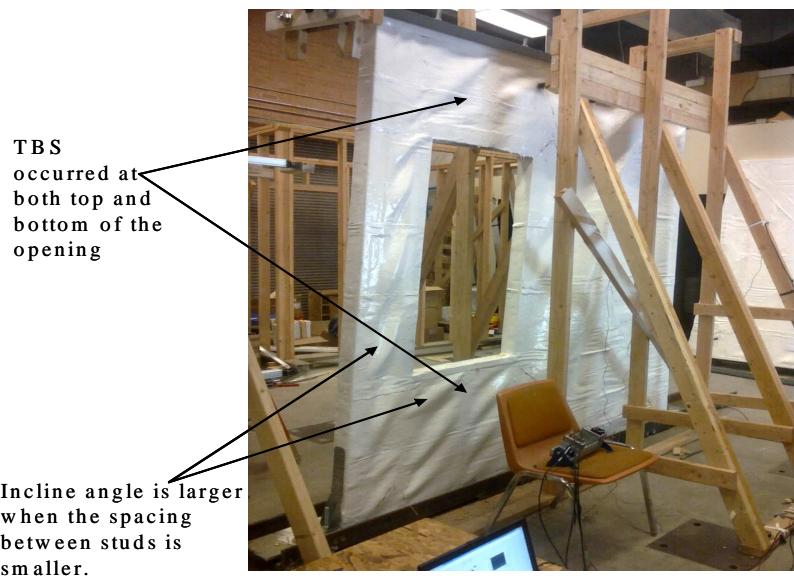 TBS
occurred at
both top and
bottom of the
opening
Incline angle is larger
when the spacing
between studs is
smaller.